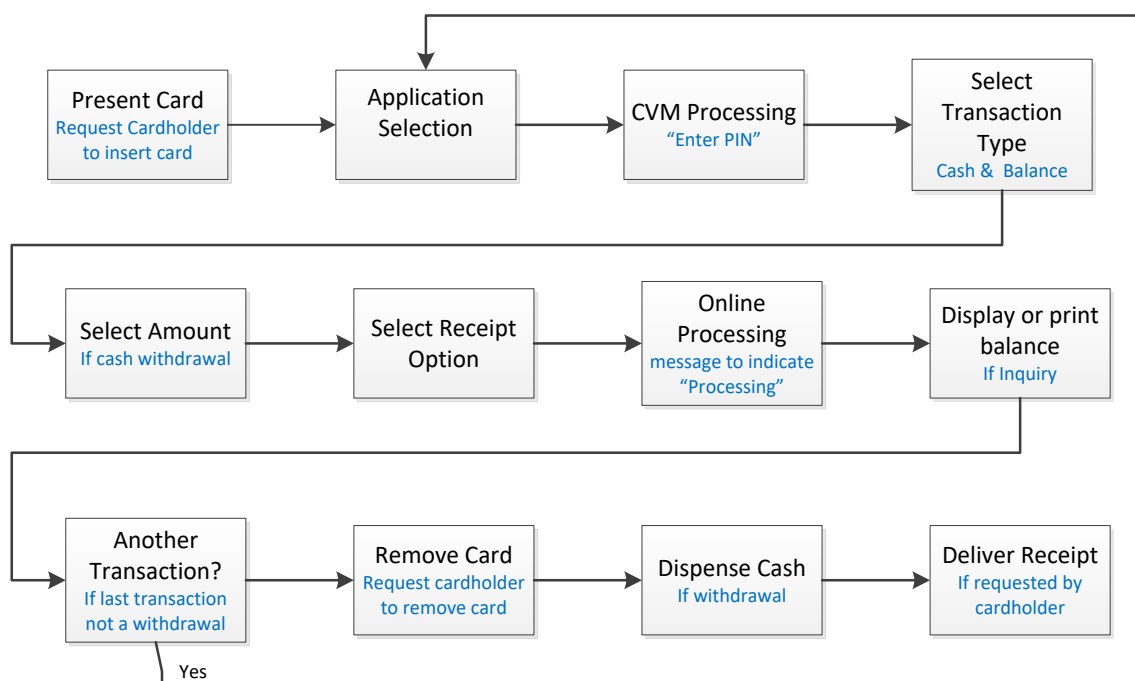 Present Card
Request Cardholder
to insert card
Application
Selection
CVM Processing
“Enter PIN”
Select
Transaction
Type
Cash & Balance
Select Amount
If cash withdrawal
Select Receipt
Option
Online
Processing
message to indicate
“Processing”
Display or print
balance
If Inquiry
Another
Transaction?
If last transaction
not a withdrawal
Remove Card
Request cardholder
to remove card
Dispense Cash
If withdrawal
Deliver Receipt
If requested by
cardholder
Yes